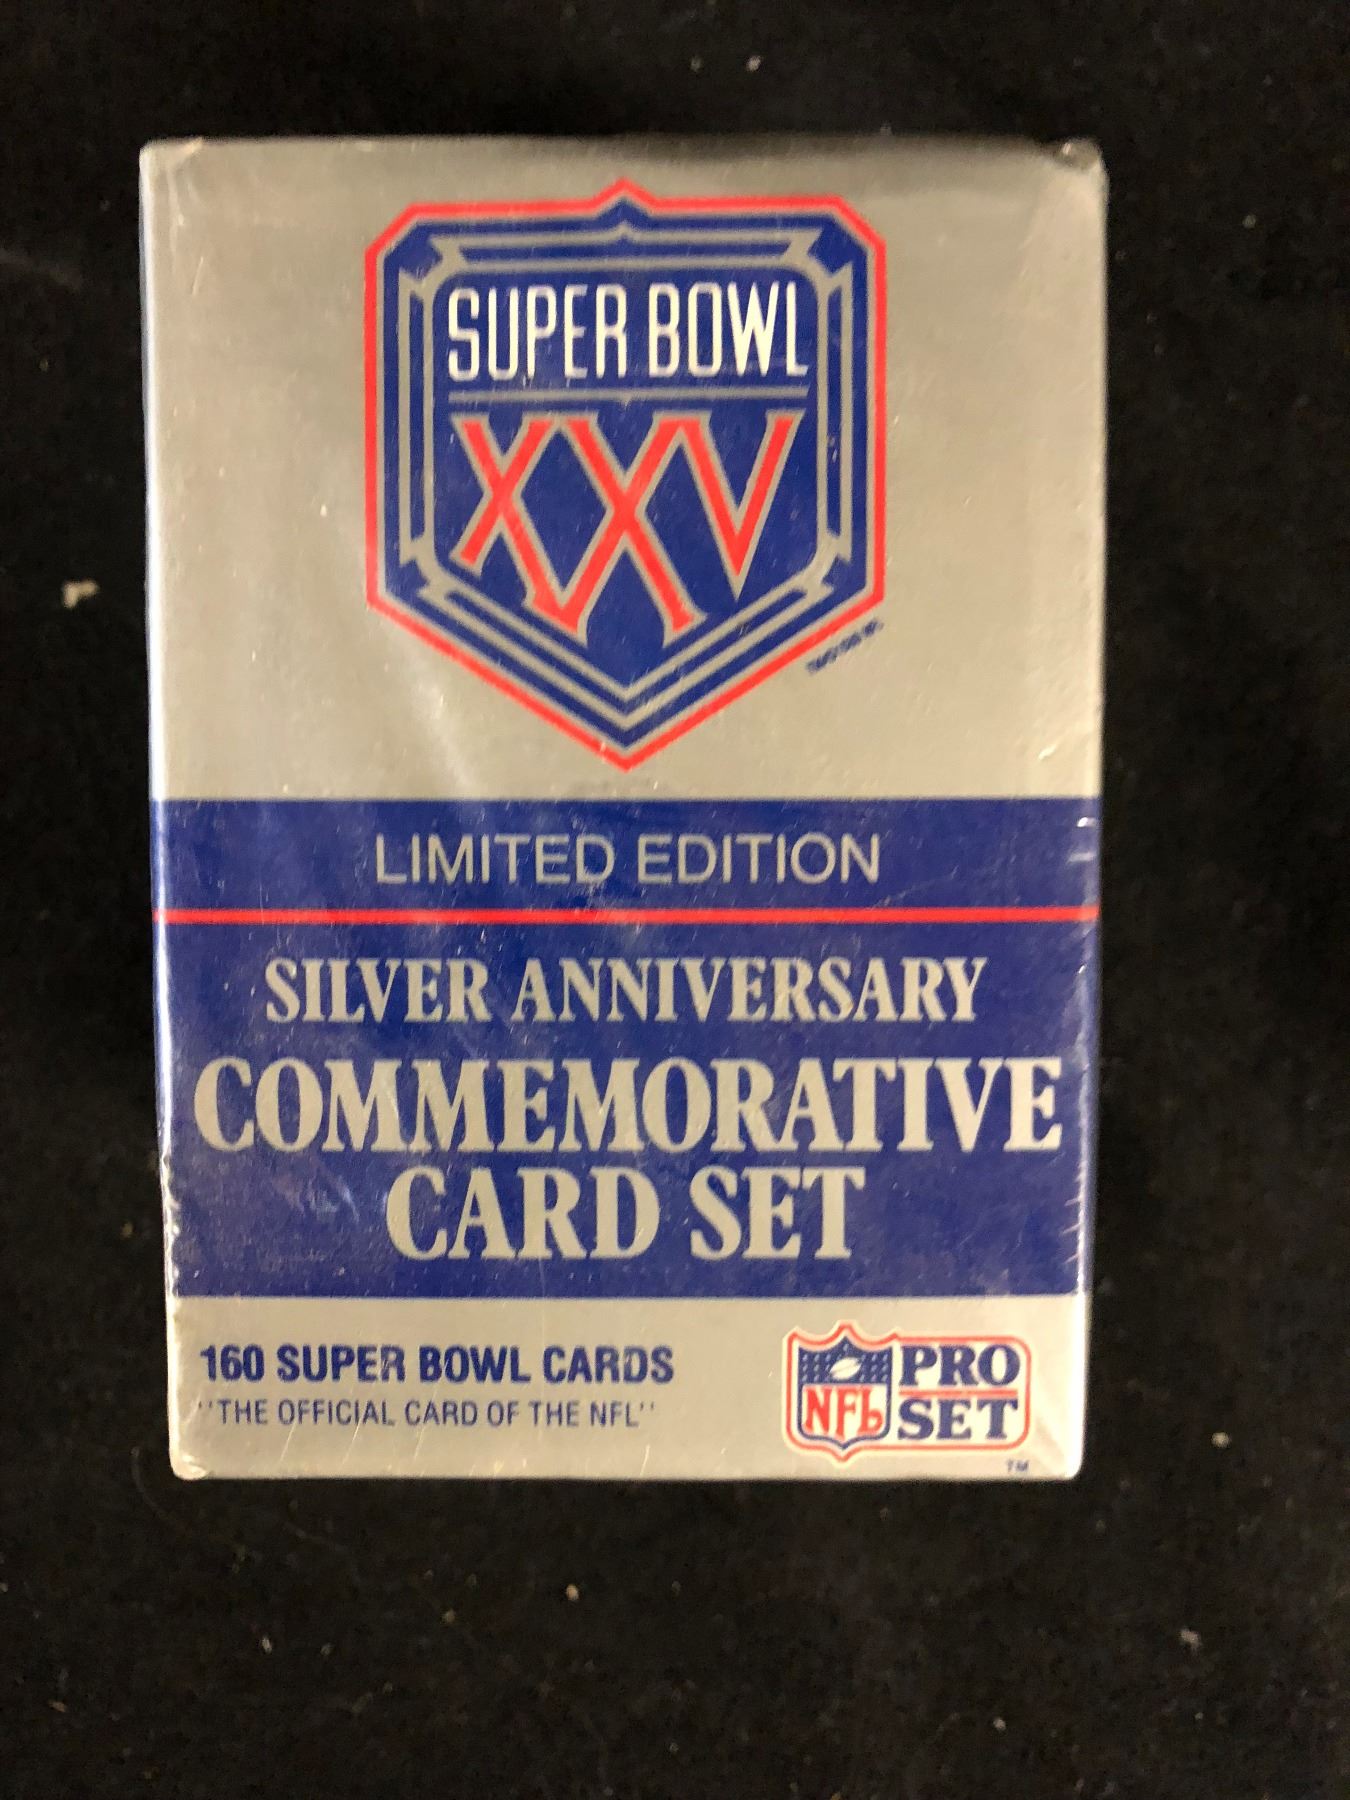 SUPER BOWL
XXV
LIMITED EDITION
SILVER ANNIVERSARY
COMMEMORATIVE
CARD SET
160 SUPER BOWL CARDS
"THE OFFICIAL CARD OF THE NFL"
NFL
PRO
SET
TM